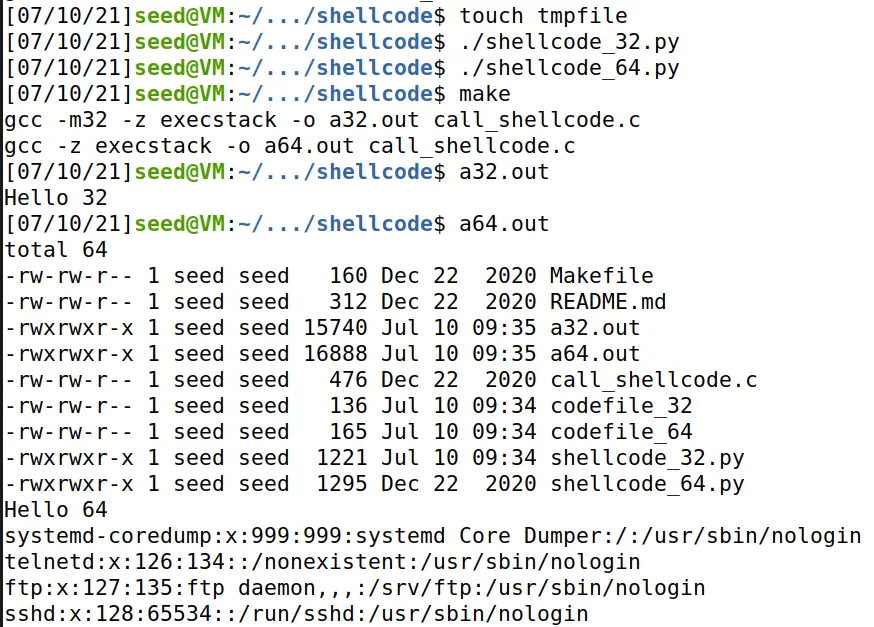 [07/10/21]seed@VM:~/.../shellcode$ touch tmpfile
[07/10/21]seed@VM:~/.../shellcode$ ./shellcode_32.py
[07/10/21]seed@VM:~/.../shellcode$ ./shellcode_64.py
[07/10/21]seed@VM:~/.../shellcode$ make
gcc -m32 -z execstack -o a32.out call_shellcode.c
gcc -z execstack -o a64.out call_shellcode.c
[07/10/21]seed@VM:~/.../shellcode$ a32.out
Hello 32
[07/10/21]seed@VM:~/.../shellcode$ a64.out
total 64
-rw-rw-r-- 1 seed seed   160 Dec 22  2020 Makefile
-rw-rw-r-- 1 seed seed   312 Dec 22  2020 README.md
-rwxrwxr-x 1 seed seed 15740 Jul 10 09:35 a32.out
-rwxrwxr-x 1 seed seed 16888 Jul 10 09:35 a64.out
-rw-rw-r-- 1 seed seed   476 Dec 22  2020 call_shellcode.c
-rw-rw-r-- 1 seed seed   136 Jul 10 09:34 codefile_32
-rw-rw-r-- 1 seed seed   165 Jul 10 09:34 codefile_64
-rwxrwxr-x 1 seed seed  1221 Jul 10 09:34 shellcode_32.py
-rwxrwxr-x 1 seed seed  1295 Dec 22  2020 shellcode_64.py
Hello 64
systemd-coredump:x:999:999:systemd Core Dumper:/:/usr/sbin/nologin
telnetd:x:126:134::/nonexistent:/usr/sbin/nologin
ftp:x:127:135:ftp daemon,,,:/srv/ftp:/usr/sbin/nologin
sshd:x:128:65534::/run/sshd:/usr/sbin/nologin